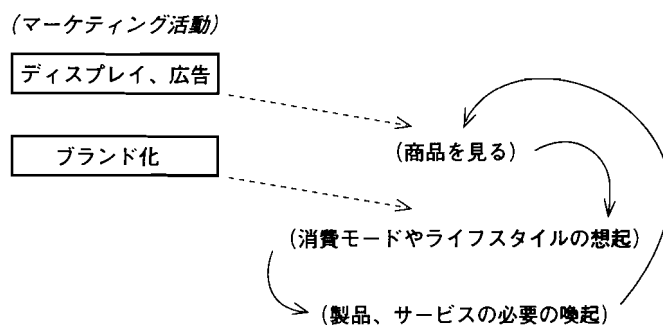 (マーケティング活動)
ディスプレイ、広告
ブランド化
(商品を見る)
(消費モードやライフスタイルの想起)
(製品、サービスの必要の喚起)